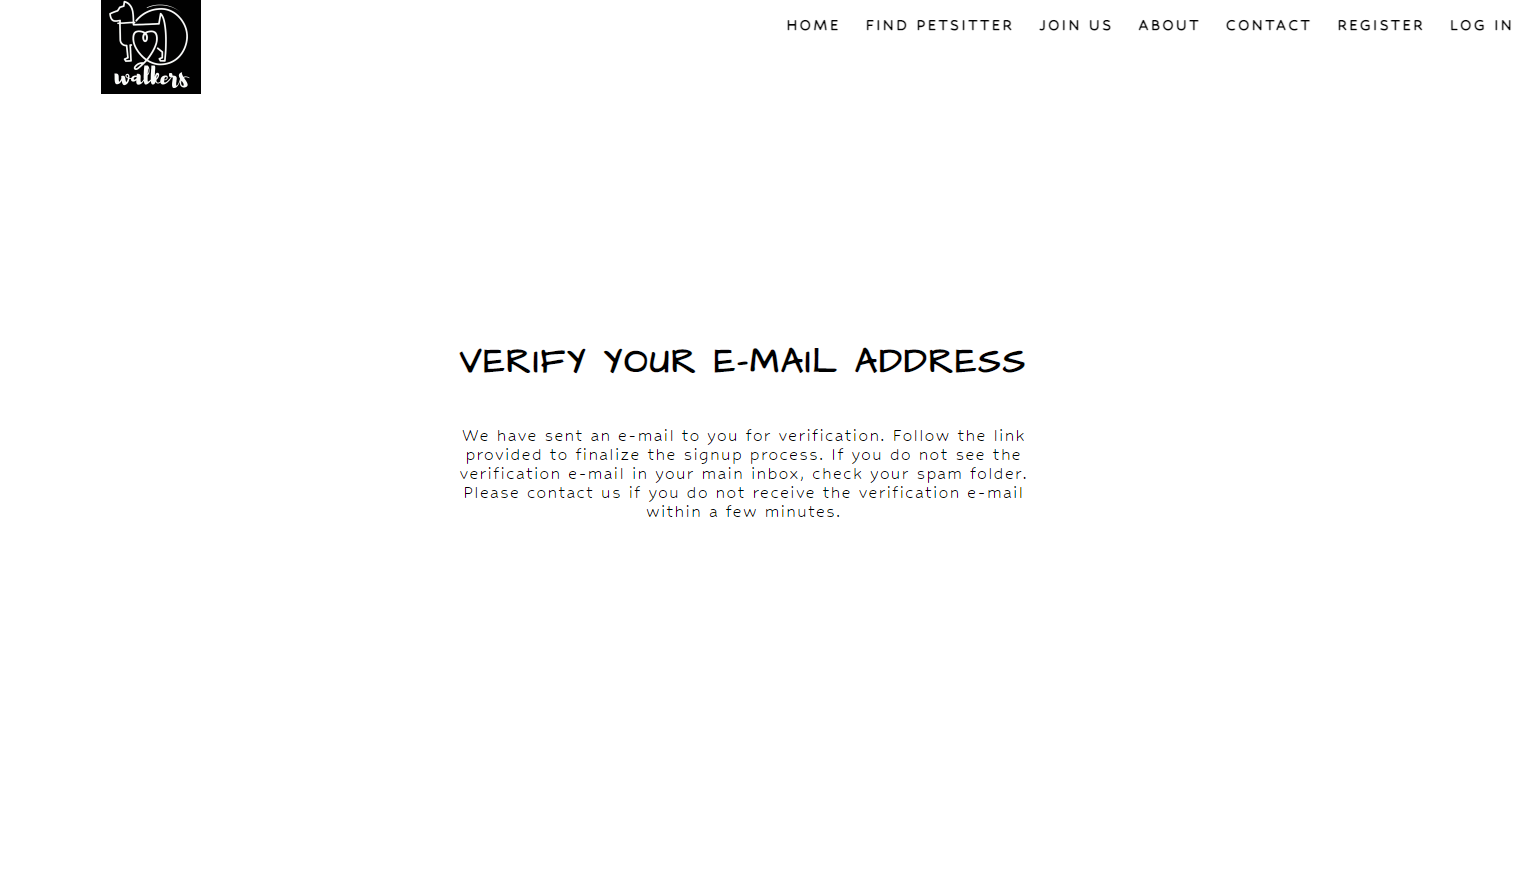 walkers
HOME FIND PETSITTER JOIN US ABOUT CONTACT REGISTER LOG IN
VERIFY YOUR E-MAIL ADDRESS
We have sent an e-mail to you for verification. Follow the link
provided to finalize the signup process. If you do not see the
verification e-mail in your main inbox, check your spam folder.
Please contact us if you do not receive the verification e-mail
within a few minutes.